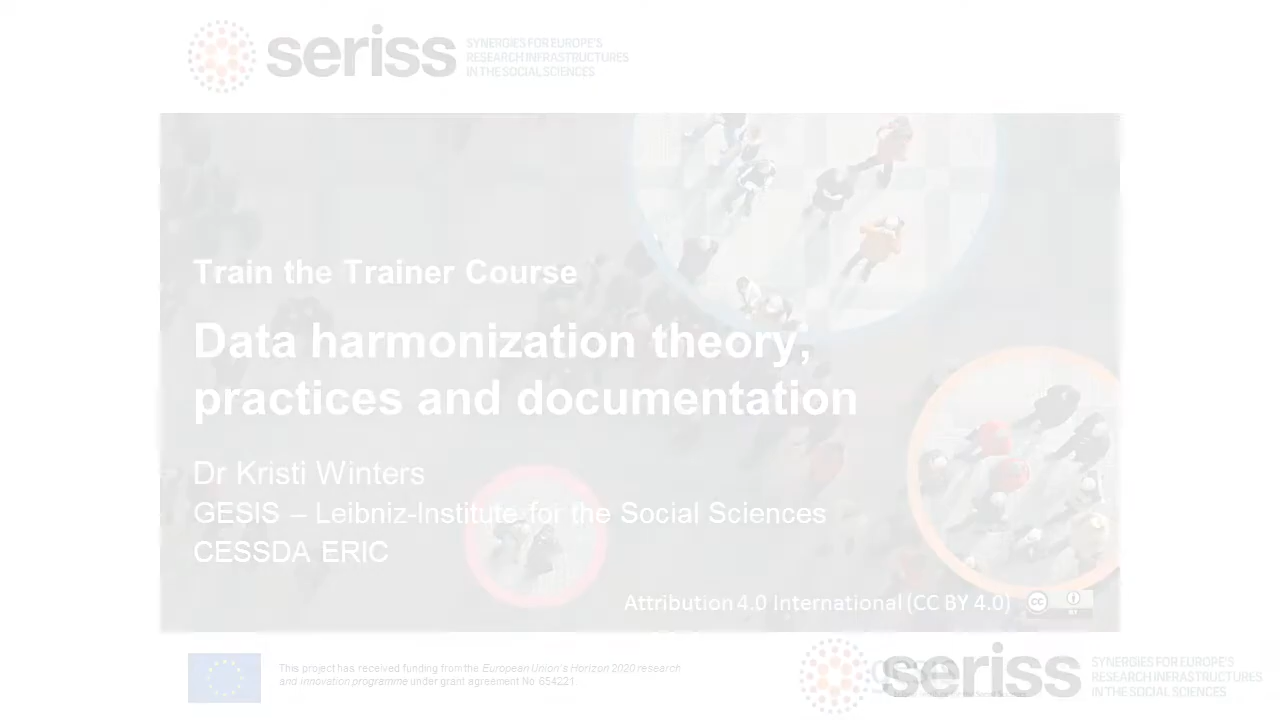 seriss
SYNERGIES FOR EUROPE'S
RESEARCH INFRASTRUCTURES
IN THE SOCIAL SCIENCES
Train the Trainer Course
Data harmonization theory,
practices and documentation
Dr Kristi Winters
GESIS – Leibniz-Institute for the Social Sciences
CESSDA ERIC
Attribution 4.0 International (CC BY 4.0)
cc
BY
This project has received funding from the European Union's Horizon 2020 research
and innovation programme under grant agreement No 654221
seriss
SYNERGIES FOR EUROPE'S
RESEARCH INFRASTRUCTURES
IN THE SOCIAL SCIENCES